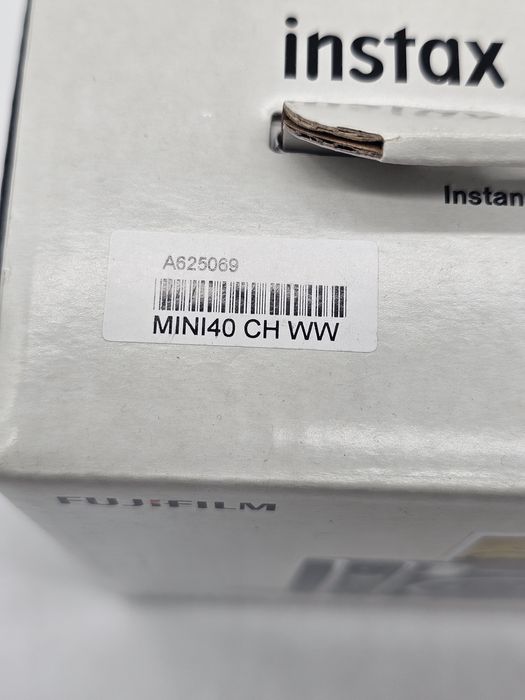 instax
Instan
A625069
MINI40 CH WW
FUJIFILM